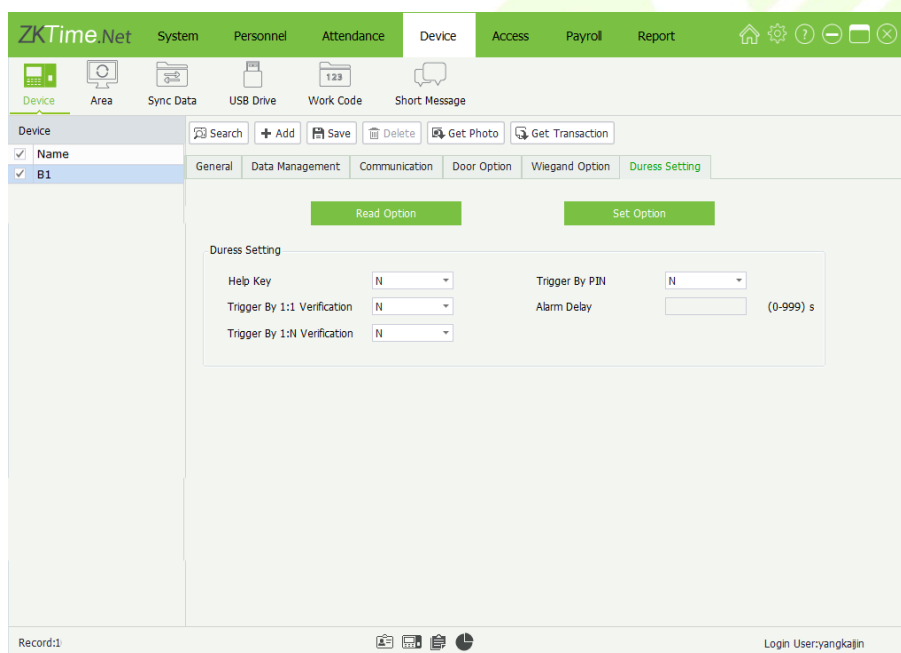 ZKTime.Net System Personnel Attendance Device Access Payroll Report
123
Device Area Sync Data USB Drive Work Code Short Message
Device
Search Add Save Delete Get Photo Get Transaction
Name
General Data Management Communication Door Option Wiegand Option Duress Setting
B1
Read Option Set Option
Duress Setting
Help Key N Trigger By PIN N
Trigger By 1:1 Verification N Alarm Delay (0-999) s
Trigger By 1:N Verification N
Record:1 Login User:yangkaijin